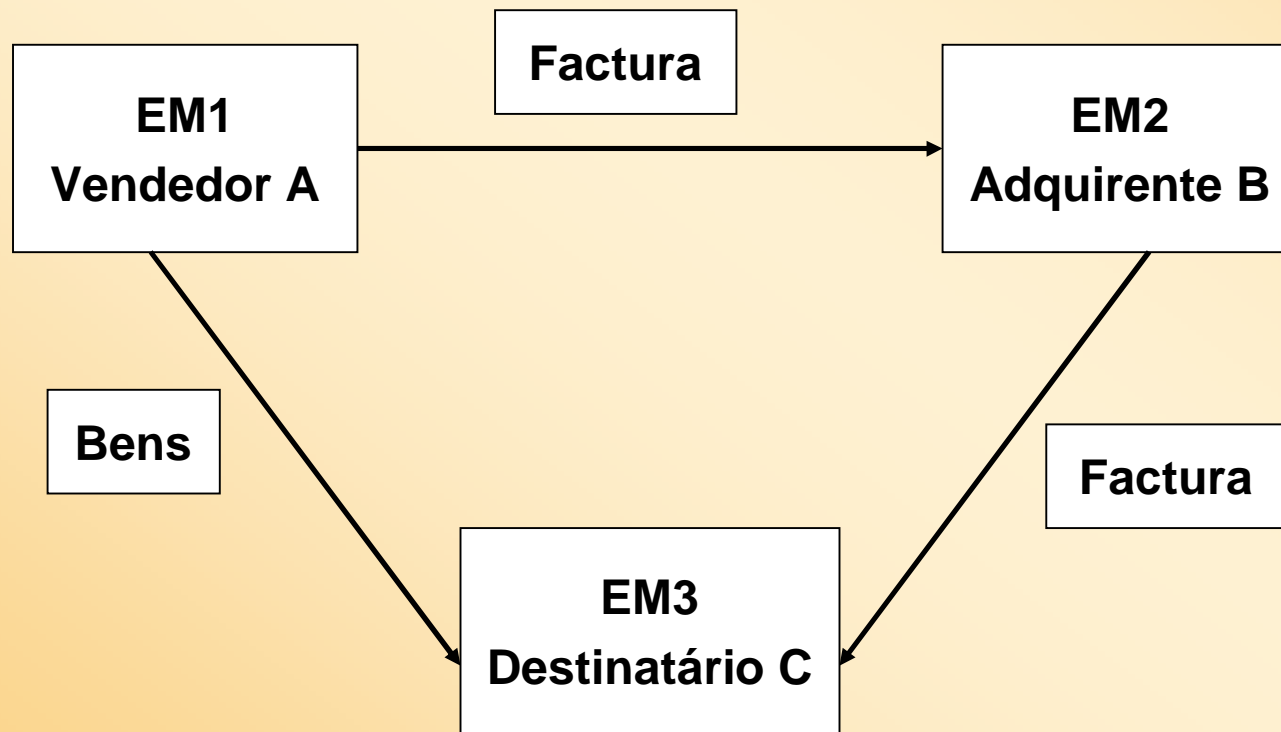 Factura
EM1
Vendedor A
EM2
Adquirente B
Bens
Factura
EM3
Destinatário C